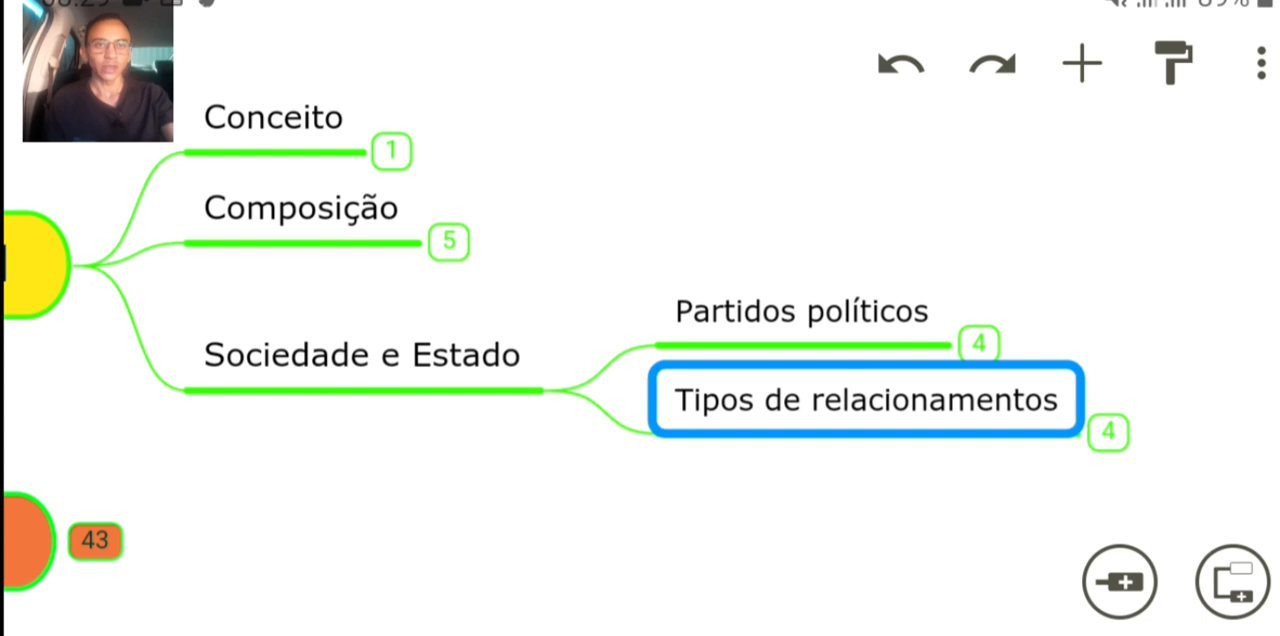 Conceito
1
Composição
5
Partidos políticos
4
Sociedade e Estado
Tipos de relacionamentos
4
43